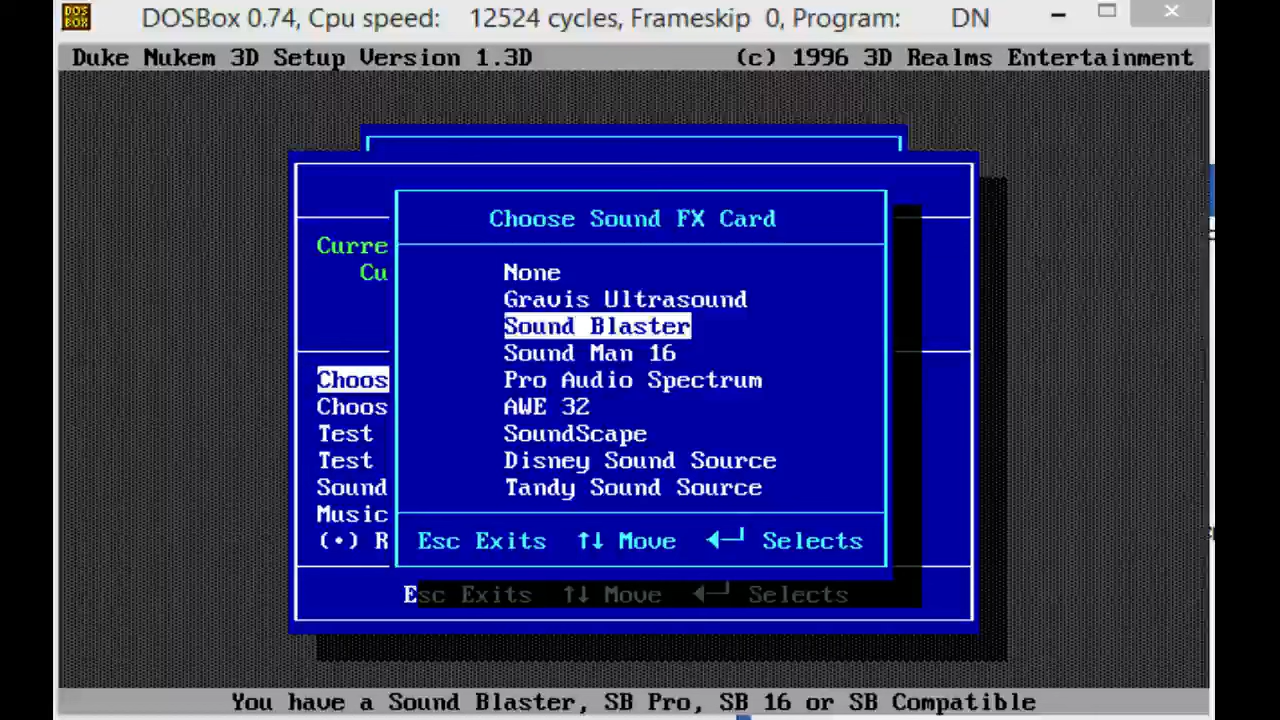 DOS BOX DOSBox 0.74, Cpu speed: 12524 cycles, Frameskip 0, Program: DN
Duke Nukem 3D Setup Version 1.3D (c) 1996 3D Realms Entertainment
Choose Sound FX Card
Curre
Cu
None
Gravis Ultrasound
Sound Blaster
Sound Man 16
Pro Audio Spectrum
AWE 32
SoundScape
Disney Sound Source
Tandy Sound Source
Choos
Choos
Test
Test
Sound
Music
(•) R
Esc Exits ↑↓ Move ◄─┘ Selects
Esc Exits ↑↓ Move ◄─┘ Selects
You have a Sound Blaster, SB Pro, SB 16 or SB Compatible